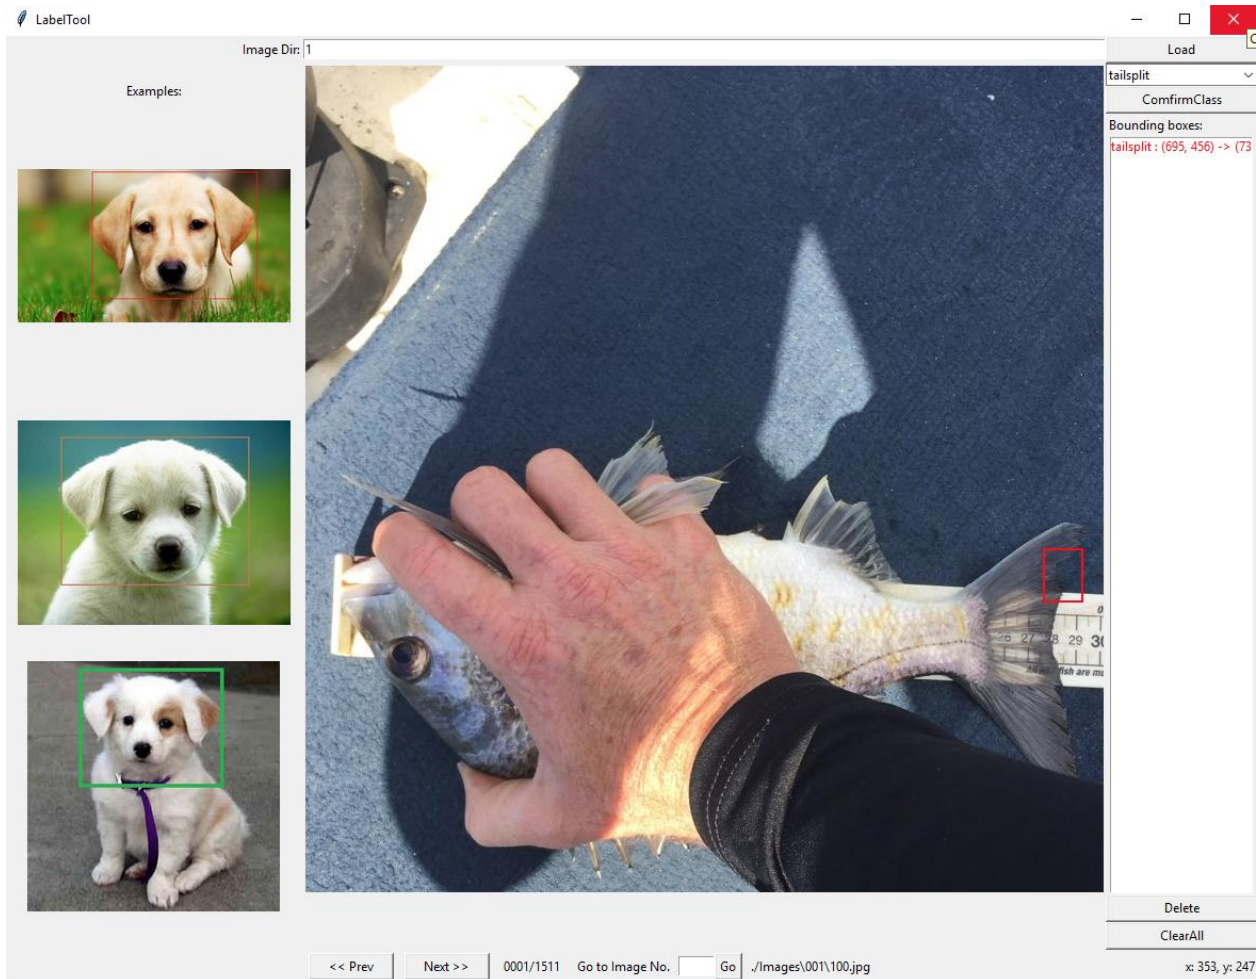 LabelTool
Image Dir: 1 Load
tailsplit
Examples:
ComfirmClass
Bounding boxes:
tailsplit : (695, 456) -> (73
26 27 28 29 30
Delete
ClearAll
<< Prev Next >> 0001/1511 Go to Image No. Go ./Images\001\100.jpg x: 353, y: 247